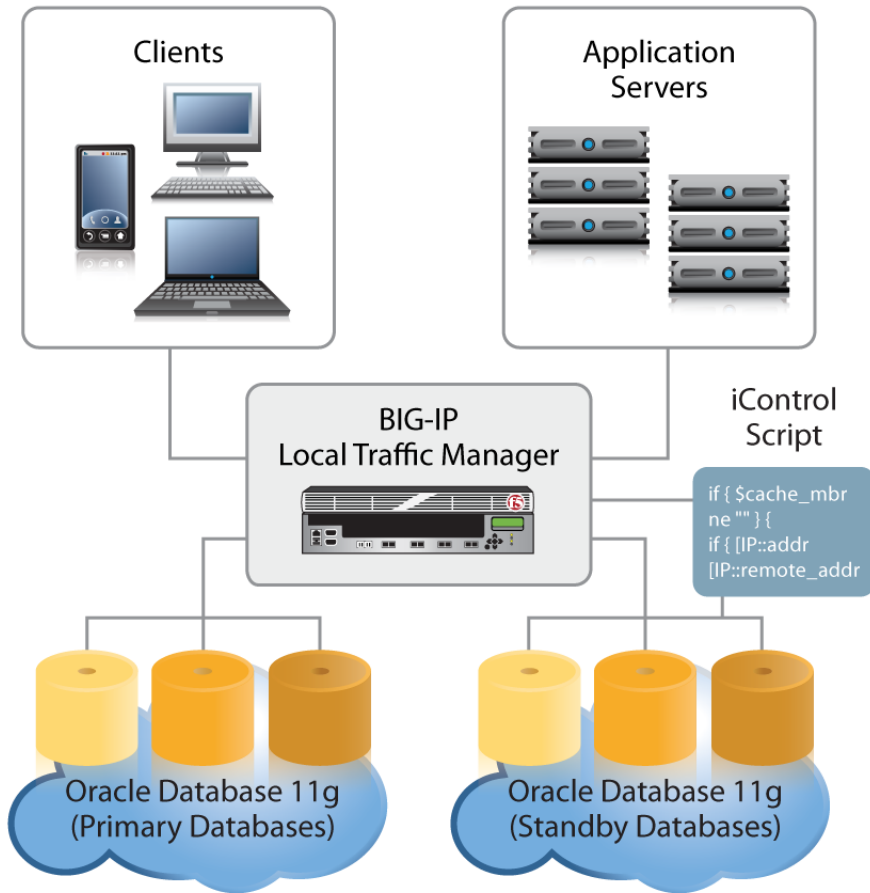 Clients
Application
Servers
BIG-IP
Local Traffic Manager
iControl
Script
if { $cache_mbr
ne "" } {
if { [IP::addr
[IP::remote_addr
Oracle Database 11g
(Primary Databases)
Oracle Database 11g
(Standby Databases)